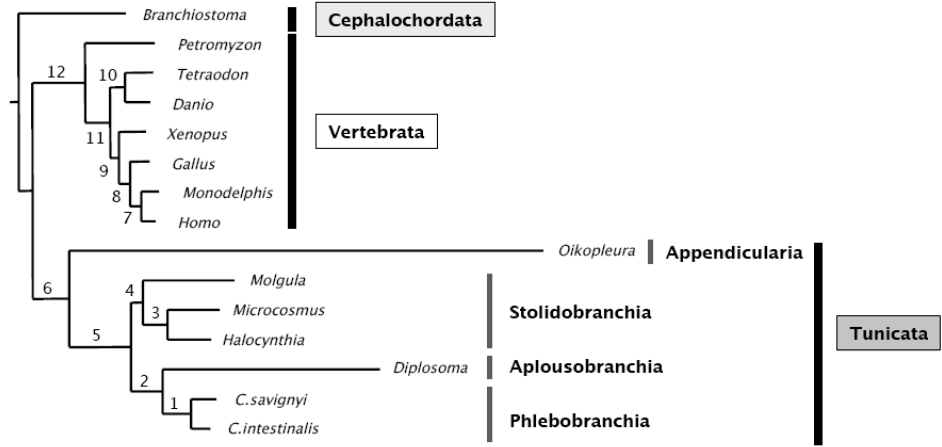 Branchiostoma
Cephalochordata
Petromyzon
12
10
Tetraodon
Danio
Vertebrata
11
Xenopus
9
Gallus
8
Monodelphis
7
Homo
Oikopleura
Appendicularia
6
4
Molgula
3
Microcosmus
Stolidobranchia
5
Halocynthia
Tunicata
2
Diplosoma
Aplousobranchia
1
C.savignyi
Phlebobranchia
C.intestinalis